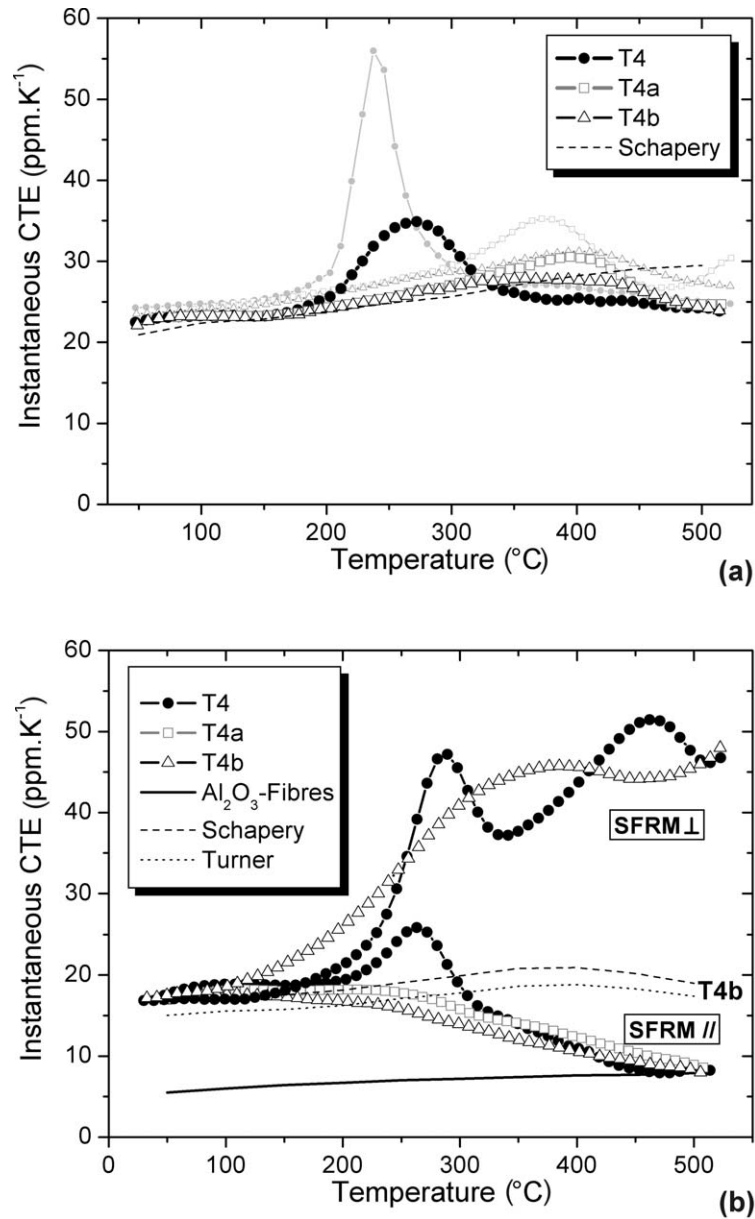 60
50
40
30
20
10
0
Instantaneous CTE (ppm.K⁻¹)
T4
T4a
T4b
Schapery
100 200 300 400 500
Temperature (°C)
(a)
60
50
40
30
20
10
0
Instantaneous CTE (ppm.K⁻¹)
T4
T4a
T4b
Al₂O₃-Fibres
Schapery
Turner
SFRM⊥
T4b
SFRM //
100 200 300 400 500
Temperature (°C)
(b)